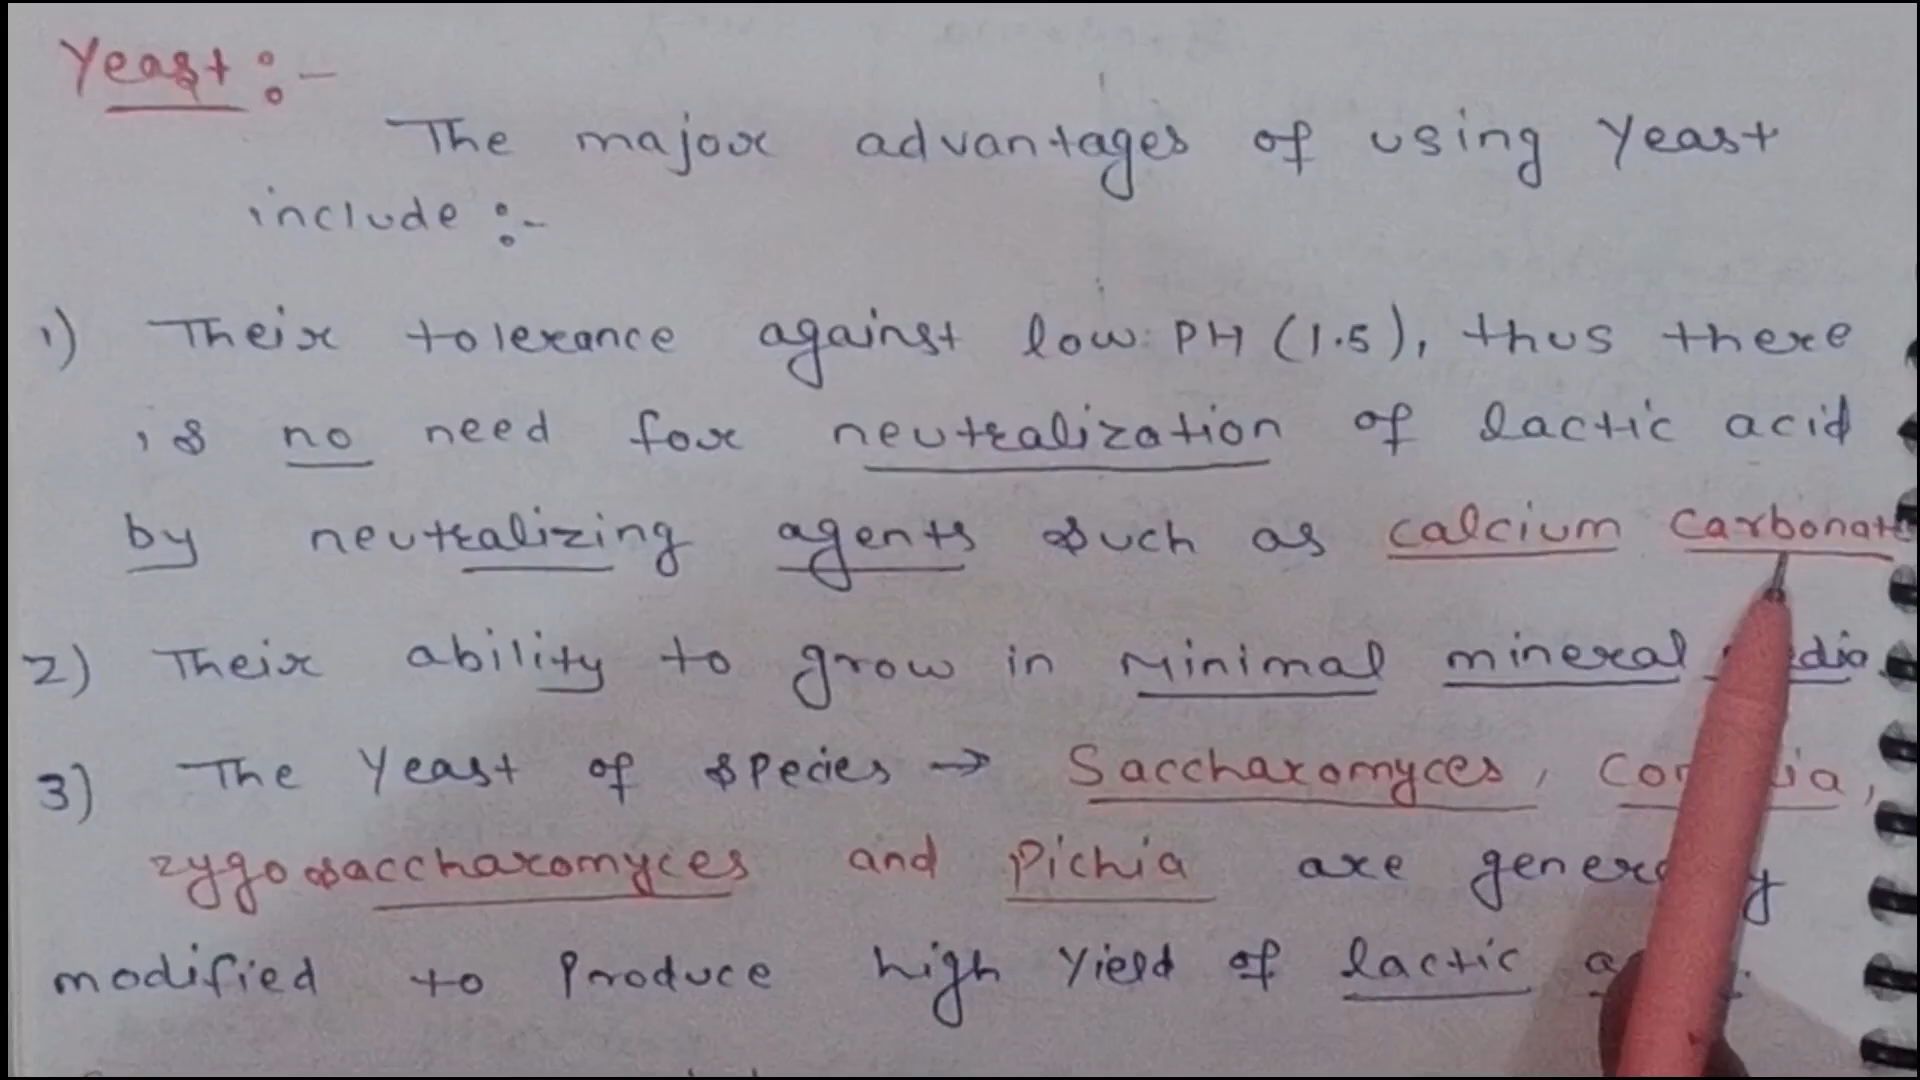 Yeast :-
The major advantages of using Yeast
include :-
1) Their tolerance against low PH (1.5), thus there
is no need for neutralization of lactic acid
by neutralizing agents such as calcium carbonate
2) Their ability to grow in Minimal mineral
3) The Yeast of species → Saccharomyces,
zygosaccharomyces and Pichia are
modified to Produce high Yield of lactic